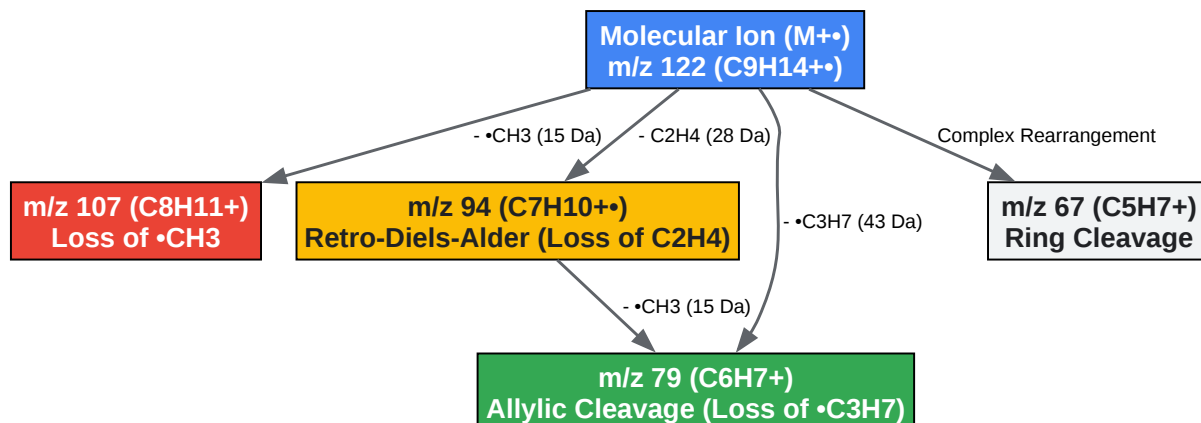 Molecular Ion (M+•)
m/z 122 (C9H14+•)
- •CH3 (15 Da)
- C2H4 (28 Da)
Complex Rearrangement
m/z 107 (C8H11+)
Loss of •CH3
m/z 94 (C7H10+•)
Retro-Diels-Alder (Loss of C2H4)
- •C3H7 (43 Da)
m/z 67 (C5H7+)
Ring Cleavage
- •CH3 (15 Da)
m/z 79 (C6H7+)
Allylic Cleavage (Loss of •C3H7)